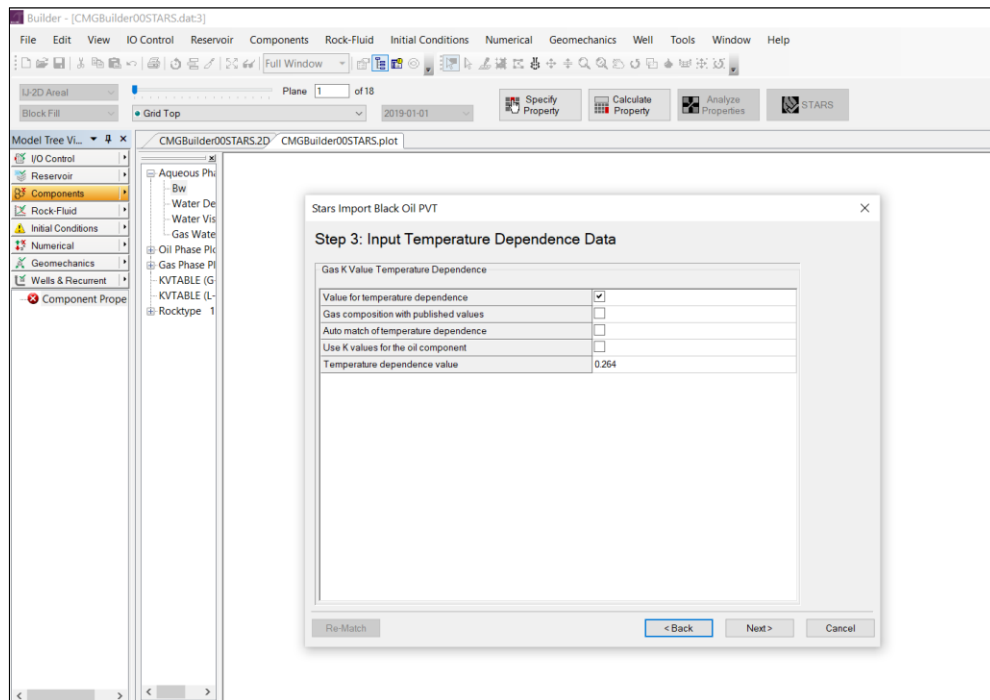 Builder - [CMGBuilder00STARS.dat:3]
File Edit View IO Control Reservoir Components Rock-Fluid Initial Conditions Numerical Geomechanics Well Tools Window Help
Full Window
IJ-2D Areal Plane 1 of 18
Block Fill Grid Top 2019-01-01
Specify Property
Calculate Property
Analyze Properties
STARS
Model Tree Vi...
CMGBuilder00STARS.2D CMGBuilder00STARS.plot
I/O Control
Reservoir
Components
Rock-Fluid
Initial Conditions
Numerical
Geomechanics
Wells & Recurrent
Component Prope
Aqueous Pha
Bw
Water De
Water Vis
Gas Wate
Oil Phase Plo
Gas Phase Pl
KVTABLE (G-
KVTABLE (L-
Rocktype 1
Stars Import Black Oil PVT
Step 3: Input Temperature Dependence Data
Gas K Value Temperature Dependence
Value for temperature dependence
Gas composition with published values
Auto match of temperature dependence
Use K values for the oil component
Temperature dependence value 0.264
Re-Match < Back Next > Cancel